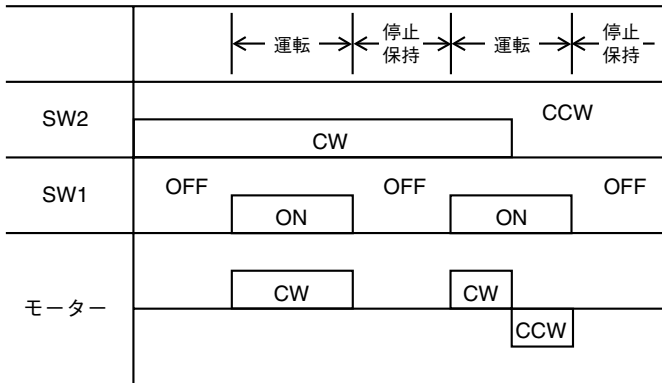 運転 停止 運転 停止
保持 保持
SW2 CW CCW
SW1 OFF ON OFF ON OFF
モーター CW CW CCW